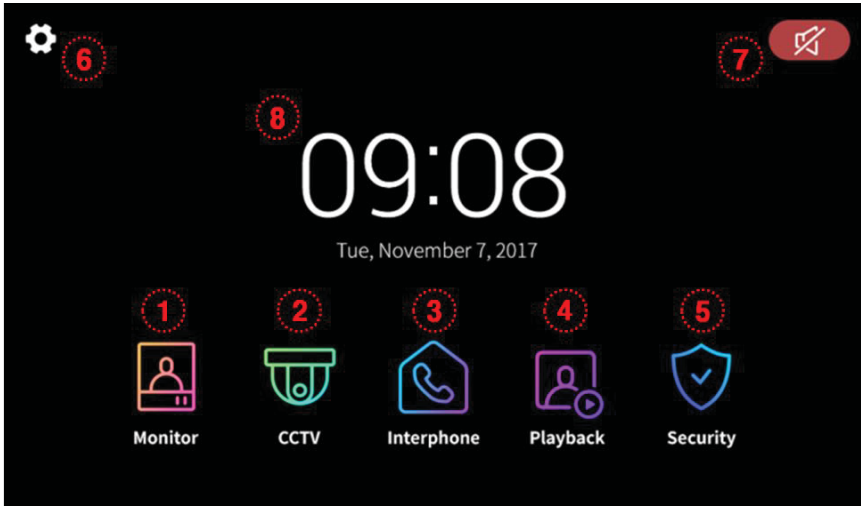 6
7
8
09:08
Tue, November 7, 2017
1 2 3 4 5
Monitor CCTV Interphone Playback Security